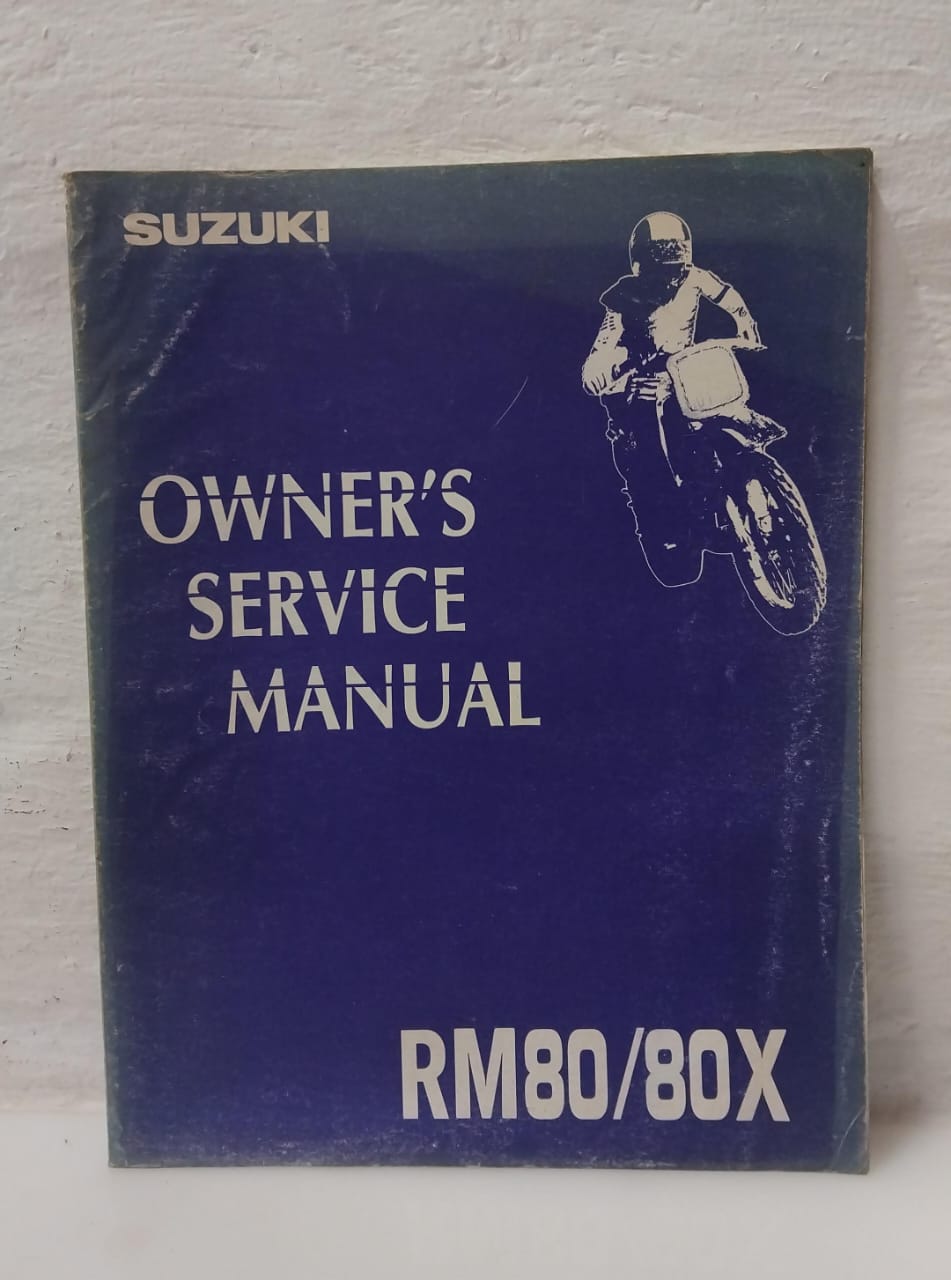 SUZUKI
OWNER'S
SERVICE
MANUAL
RM80/80X